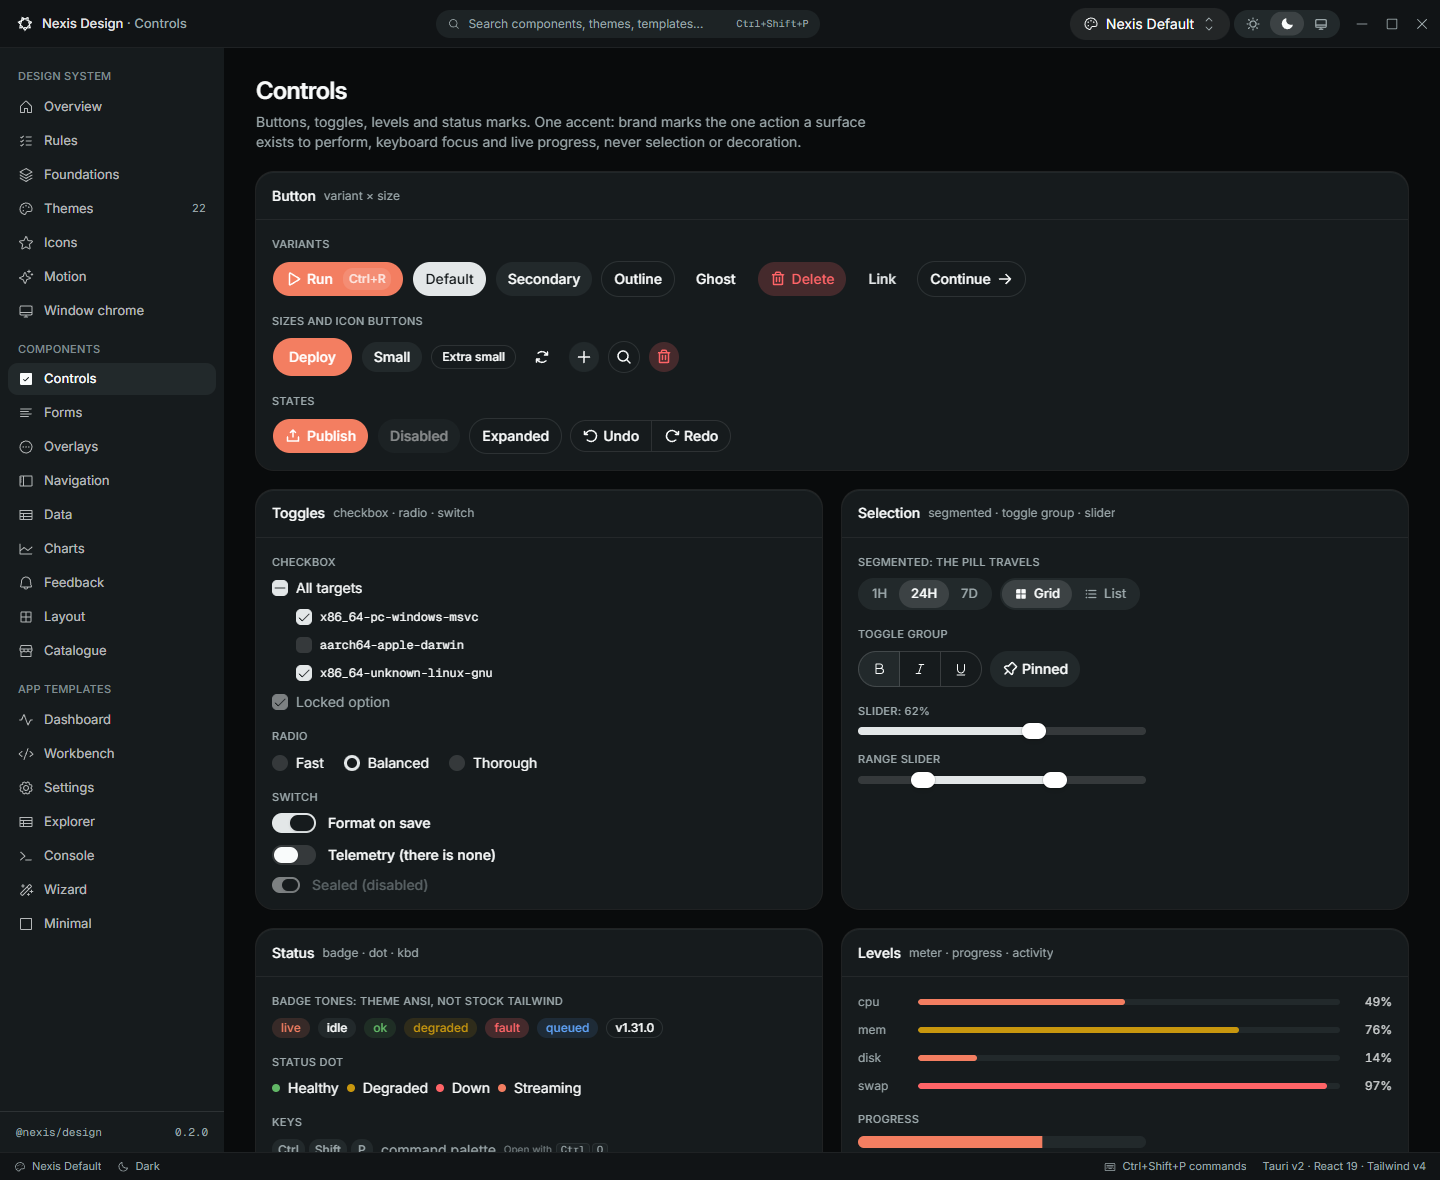 Nexis Design · Controls
Search components, themes, templates... Ctrl+Shift+P
Nexis Default
DESIGN SYSTEM
Overview
Rules
Foundations
Themes 22
Icons
Motion
Window chrome
COMPONENTS
Controls
Forms
Overlays
Navigation
Data
Charts
Feedback
Layout
Catalogue
APP TEMPLATES
Dashboard
Workbench
Settings
Explorer
Console
Wizard
Minimal
@nexis/design 0.2.0
Controls
Buttons, toggles, levels and status marks. One accent: brand marks the one action a surface
exists to perform, keyboard focus and live progress, never selection or decoration.
Button variant × size
VARIANTS
Run Ctrl+R Default Secondary Outline Ghost Delete Link Continue
SIZES AND ICON BUTTONS
Deploy Small Extra small
STATES
Publish Disabled Expanded Undo Redo
Toggles checkbox · radio · switch
CHECKBOX
All targets
x86_64-pc-windows-msvc
aarch64-apple-darwin
x86_64-unknown-linux-gnu
Locked option
RADIO
Fast Balanced Thorough
SWITCH
Format on save
Telemetry (there is none)
Sealed (disabled)
Selection segmented · toggle group · slider
SEGMENTED: THE PILL TRAVELS
1H 24H 7D Grid List
TOGGLE GROUP
B I U Pinned
SLIDER: 62%
RANGE SLIDER
Status badge · dot · kbd
BADGE TONES: THEME ANSI, NOT STOCK TAILWIND
live idle ok degraded fault queued v1.31.0
STATUS DOT
Healthy Degraded Down Streaming
KEYS
Ctrl Shift P command palette Open with Ctrl O
Levels meter · progress · activity
cpu 49%
mem 76%
disk 14%
swap 97%
PROGRESS
Nexis Default Dark
Ctrl+Shift+P commands Tauri v2 · React 19 · Tailwind v4